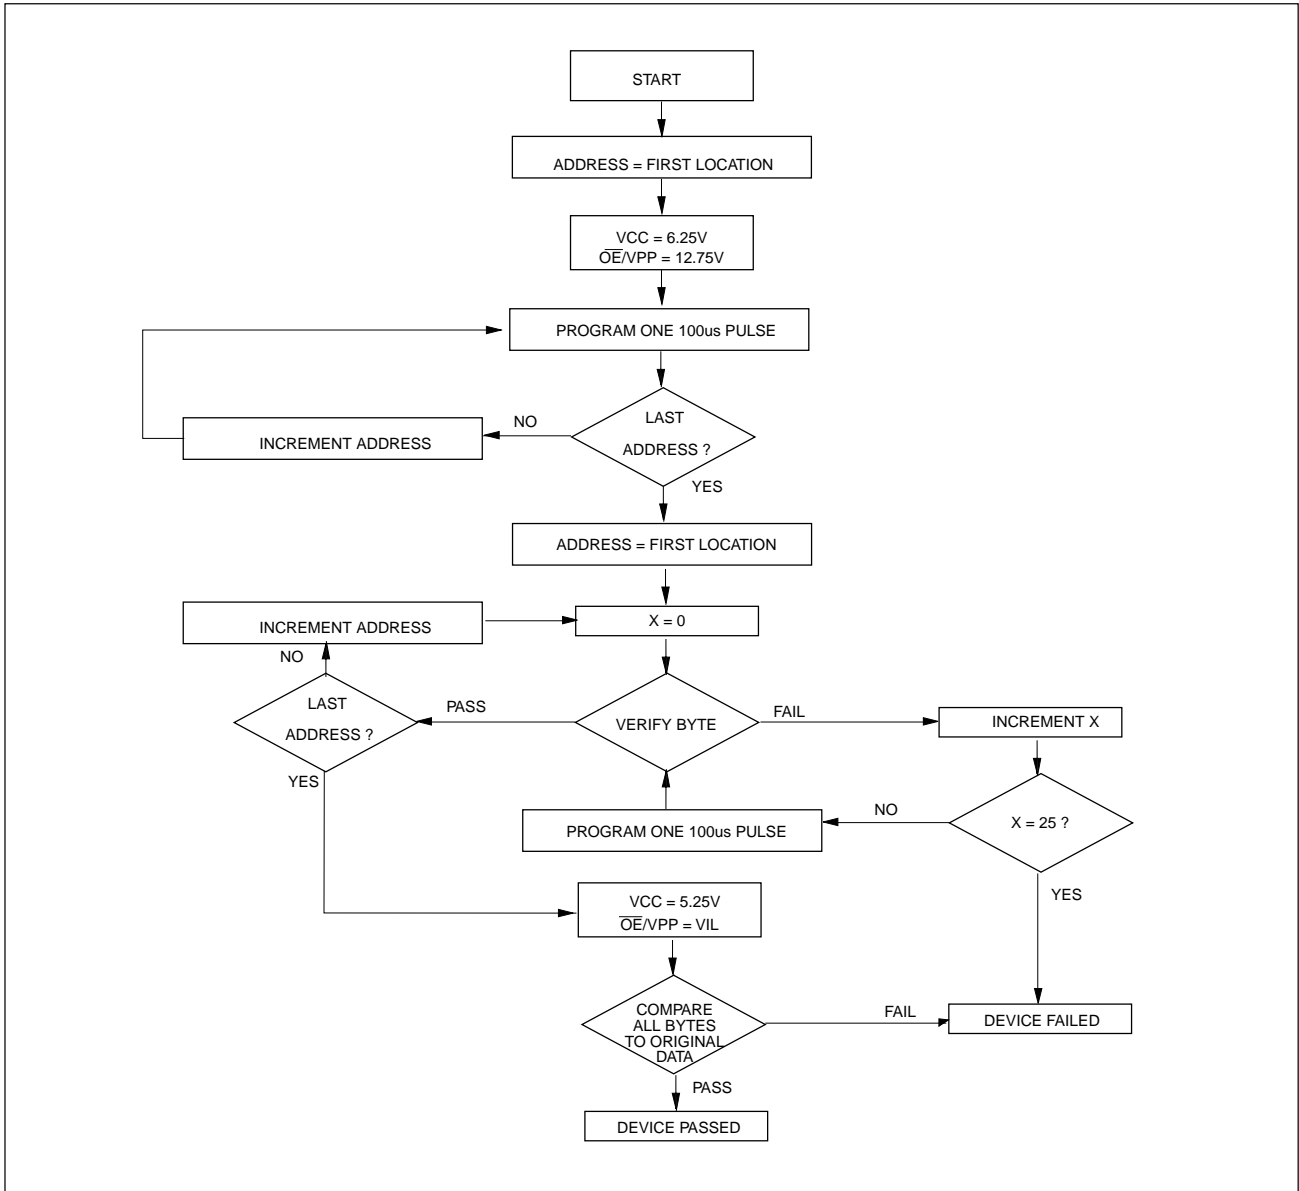 START
ADDRESS = FIRST LOCATION
VCC = 6.25V
O̅E̅/VPP = 12.75V
PROGRAM ONE 100us PULSE
LAST
ADDRESS ?
NO
INCREMENT ADDRESS
YES
ADDRESS = FIRST LOCATION
X = 0
INCREMENT ADDRESS
NO
LAST
ADDRESS ?
PASS
VERIFY BYTE
FAIL
INCREMENT X
YES
PROGRAM ONE 100us PULSE
NO
X = 25 ?
YES
VCC = 5.25V
O̅E̅/VPP = VIL
COMPARE
ALL BYTES
TO ORIGINAL
DATA
FAIL
DEVICE FAILED
PASS
DEVICE PASSED